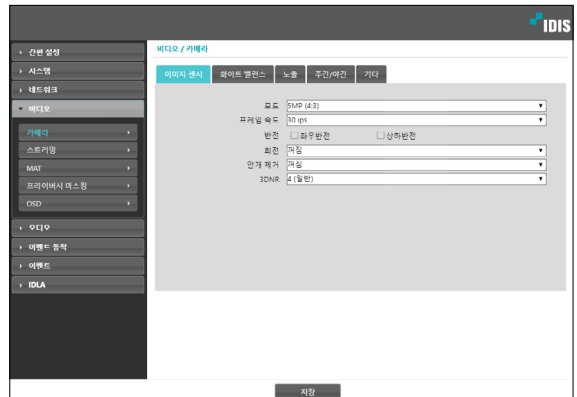 IDIS
간편 설정
시스템
네트워크
비디오
카메라
스트리밍
MAT
프라이버시 마스킹
OSD
오디오
이벤트 동작
이벤트
IDLA
비디오 / 카메라
이미지 센서
화이트 밸런스
노출
주간/야간
기타
모드 5MP (4:3)
프레임 속도 30 ips
반전 좌우반전 상하반전
회전 꺼짐
안개 제거 꺼짐
3DNR 4 (일반)
저장